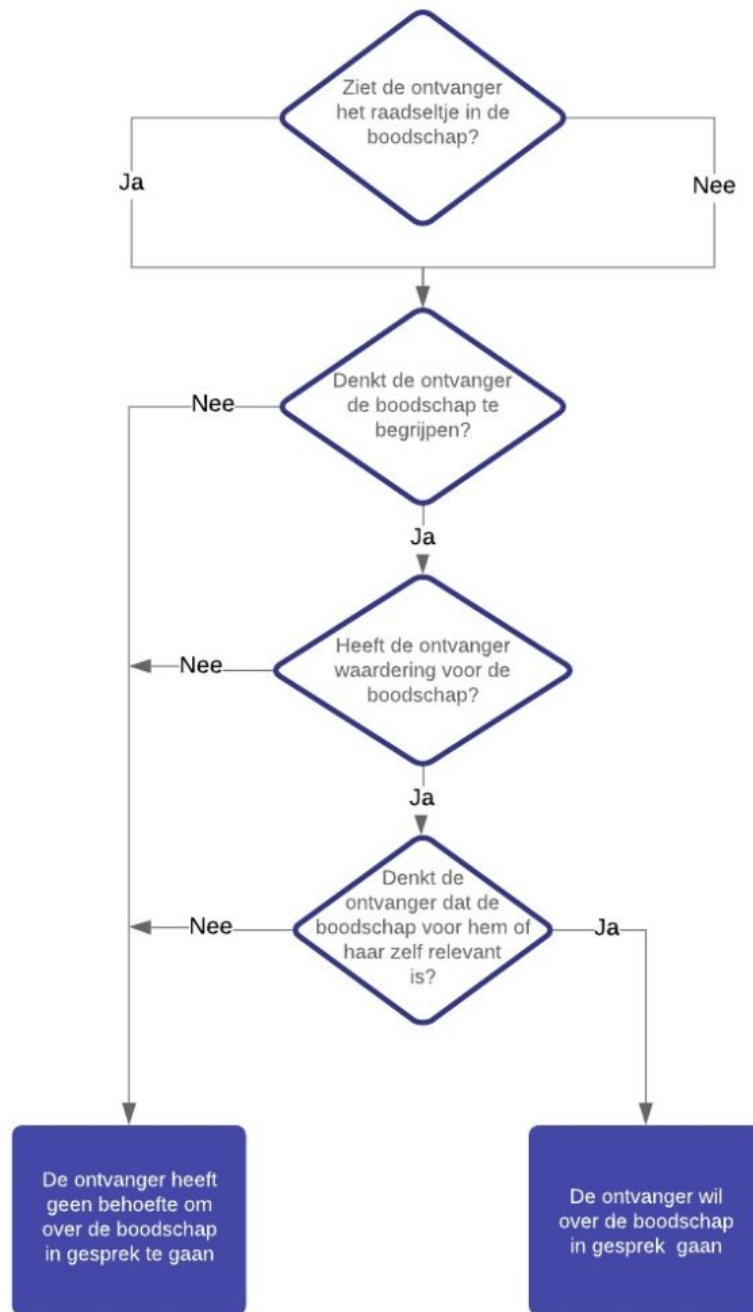 Ziet de ontvanger
het raadseltje in de
boodschap?
Ja
Nee
Denkt de ontvanger
de boodschap te
begrijpen?
Nee
Ja
Heeft de ontvanger
waardering voor de
boodschap?
Nee
Ja
Denkt de
ontvanger dat de
boodschap voor hem of
haar zelf relevant
is?
Nee
Ja
De ontvanger heeft
geen behoefte om
over de boodschap
in gesprek te gaan
De ontvanger wil
over de boodschap
in gesprek gaan